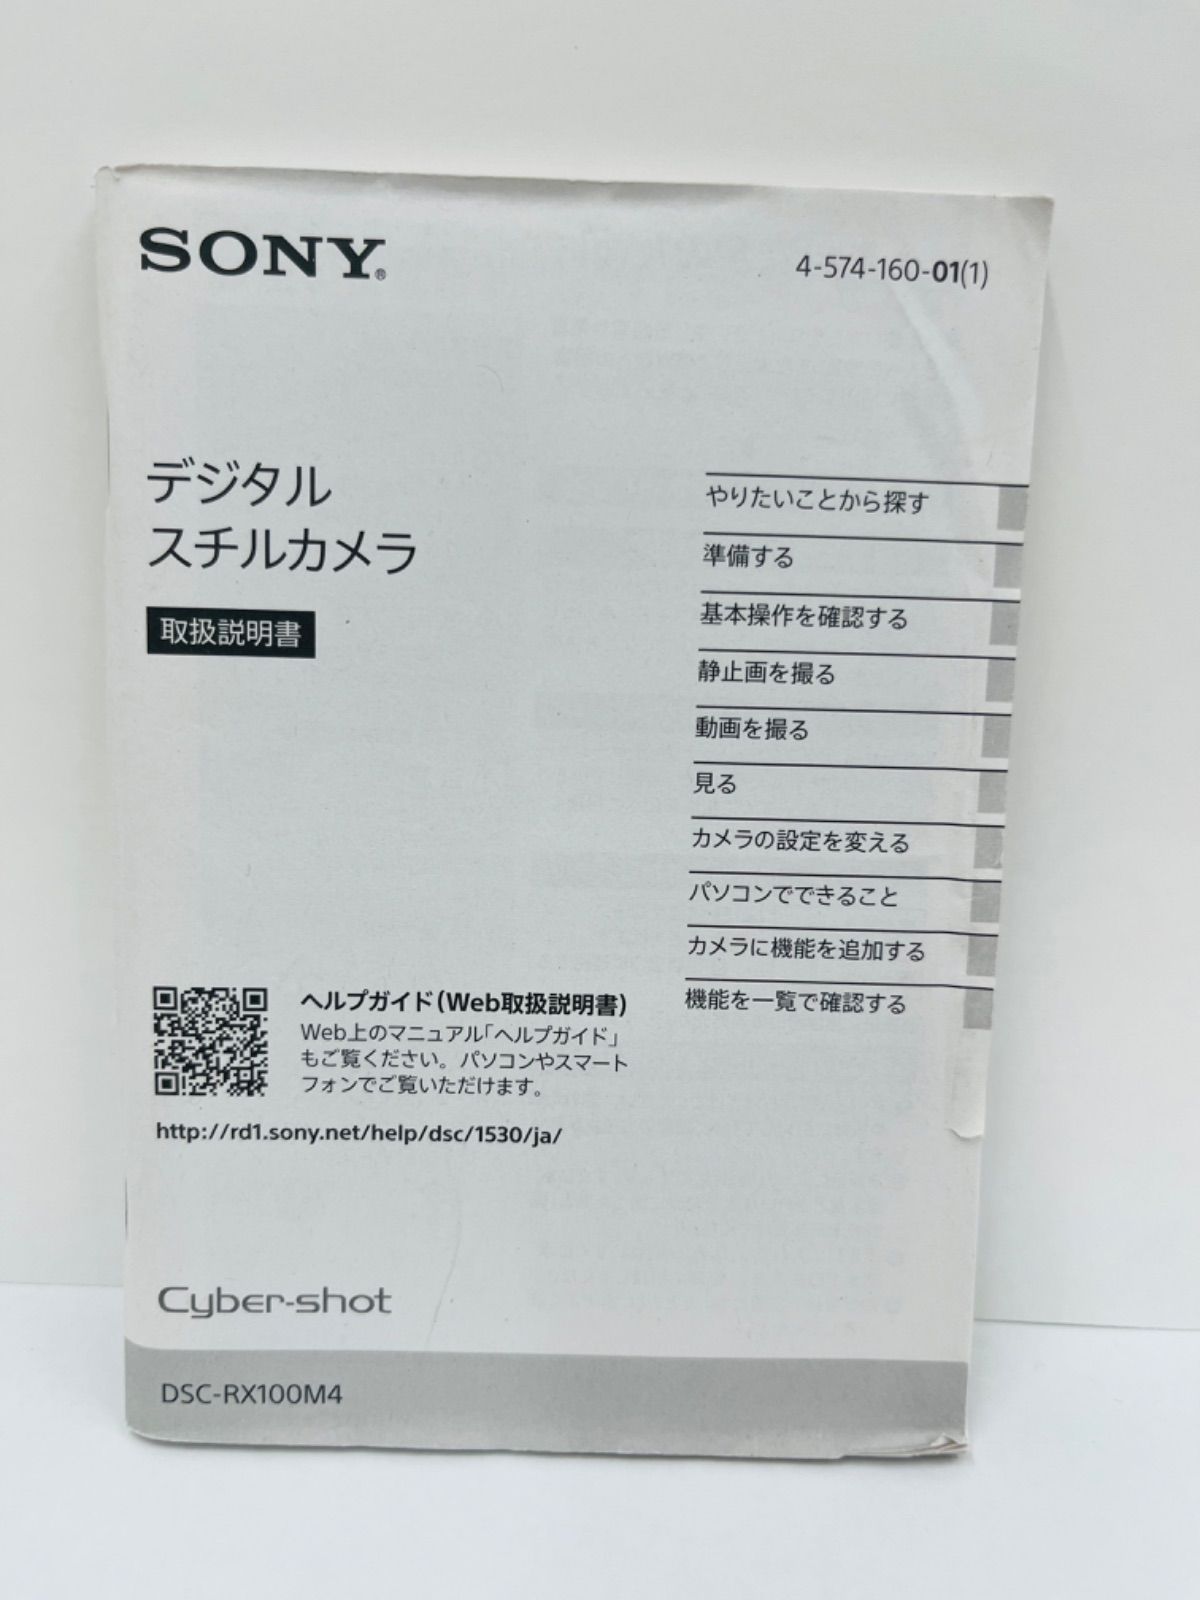 SONY®
4-574-160-01(1)
デジタル
スチルカメラ
取扱説明書
やりたいことから探す
準備する
基本操作を確認する
静止画を撮る
動画を撮る
見る
カメラの設定を変える
パソコンでできること
カメラに機能を追加する
機能を一覧で確認する
ヘルプガイド(Web取扱説明書)
Web上のマニュアル「ヘルプガイド」
もご覧ください。パソコンやスマート
フォンでご覧いただけます。
http://rd1.sony.net/help/dsc/1530/ja/
Cyber-shot
DSC-RX100M4